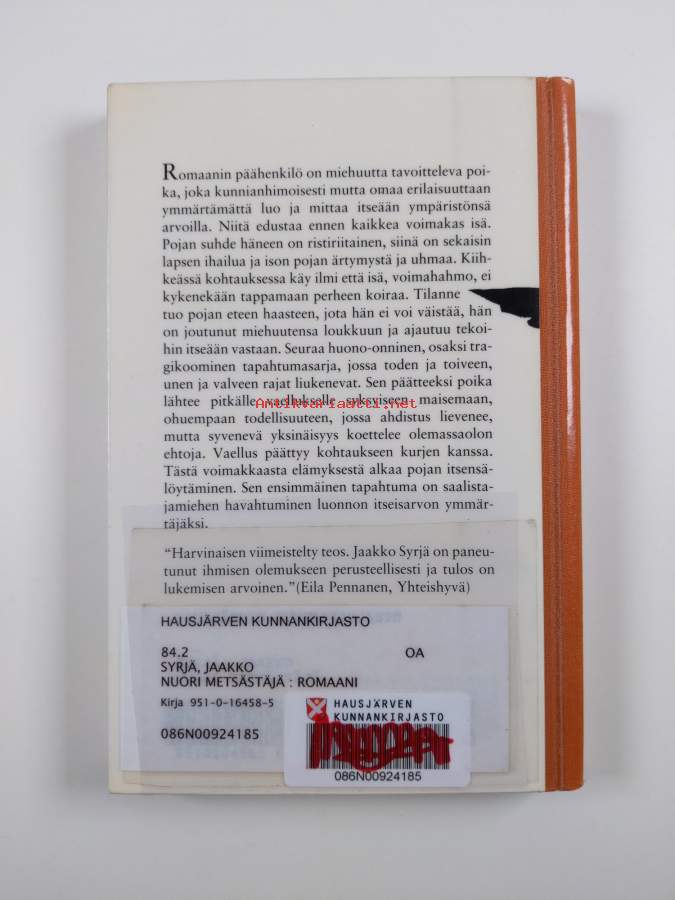 Romaanin päähenkilö on miehuutta tavoitteleva poi-
ka, joka kunnianhimoisesti mutta omaa erilaisuuttaan
ymmärtämättä luo ja mittaa itseään ympäristönsä
arvoilla. Niitä edustaa ennen kaikkea voimakas isä.
Pojan suhde häneen on ristiriitainen, siinä on sekaisin
lapsen ihailua ja ison pojan ärtymystä ja uhmaa. Kiih-
keässä kohtauksessa käy ilmi että isä, voimahahmo, ei
kykenekään tappamaan perheen koiraa. Tilanne
tuo pojan eteen haasteen, jota hän ei voi väistää, hän
on joutunut miehuutensa loukkuun ja ajautuu tekoi-
hin itseään vastaan. Seuraa huono-onninen, osaksi tra-
gikoominen tapahtumasarja, jossa toden ja toiveen,
unen ja valveen rajat liukenevat. Sen päätteeksi poika
lähtee pitkälle vaellukselle syksyiseen maisemaan,
Antikvariaatti.net
ohuempaan todellisuuteen, jossa ahdistus lievenee,
mutta syvenevä yksinäisyys koettelee olemassaolon
ehtoja. Vaellus päättyy kohtaukseen kurjen kanssa.
Tästä voimakkaasta elämyksestä alkaa pojan itsensä-
löytäminen. Sen ensimmäinen tapahtuma on saalista-
jamiehen havahtuminen luonnon itseisarvon ymmär-
täjäksi.
“Harvinaisen viimeistelty teos. Jaakko Syrjä on paneu-
tunut ihmisen olemukseen perusteellisesti ja tulos on
lukemisen arvoinen.”(Eila Pennanen, Yhteishyvä)
HAUSJÄRVEN KUNNANKIRJASTO
84.2 OA
SYRJÄ, JAAKKO
NUORI METSÄSTÄJÄ : ROMAANI
Kirja 951-0-16458-5
086N00924185
HAUSJÄRVEN
KUNNANKIRJASTO
086N00924185